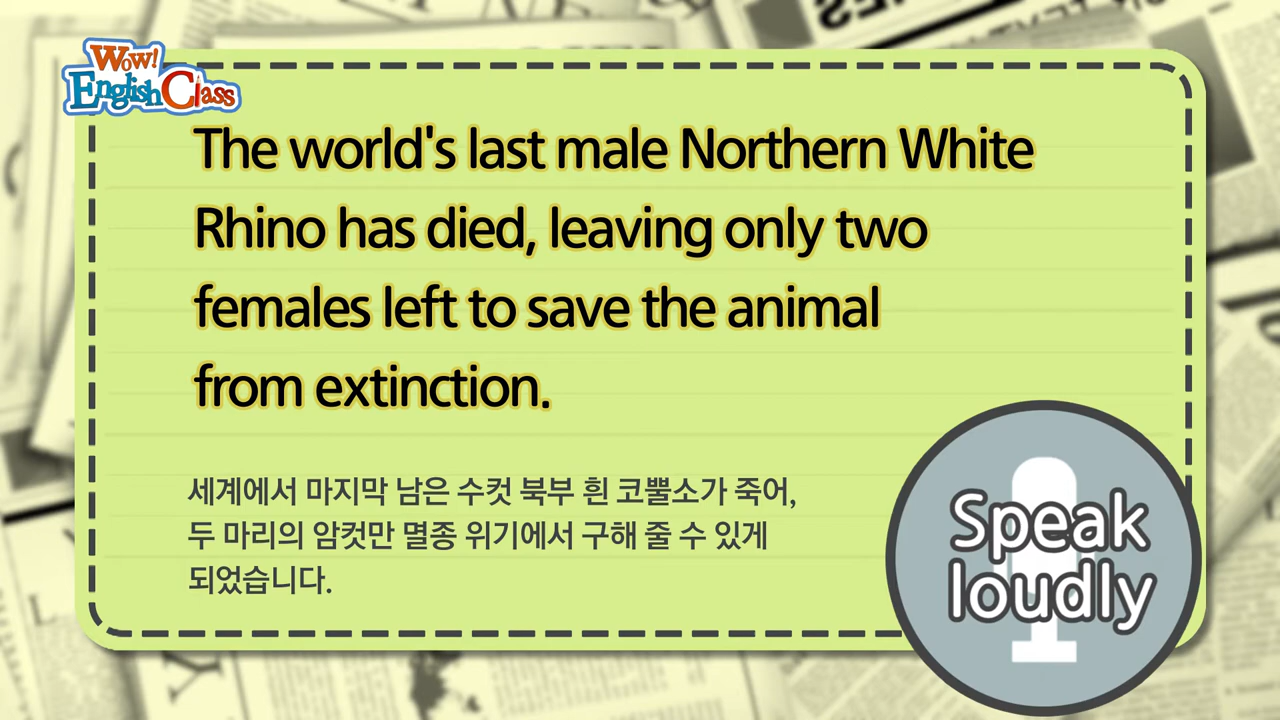 Wow!
English Class
The world's last male Northern White
Rhino has died, leaving only two
females left to save the animal
from extinction.
세계에서 마지막 남은 수컷 북부 흰 코뿔소가 죽어,
두 마리의 암컷만 멸종 위기에서 구해 줄 수 있게
되었습니다.
Speak
loudly